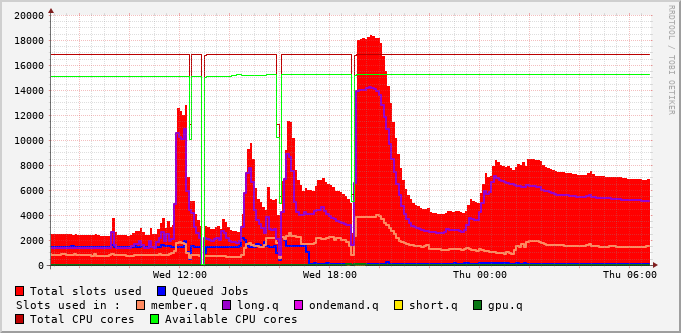 20000
18000
16000
14000
12000
10000
8000
6000
4000
2000
0
Wed 12:00 Wed 18:00 Thu 00:00 Thu 06:00
RRDTOOL / TOBI OETIKER
Total slots used Queued Jobs
Slots used in : member.q long.q ondemand.q short.q gpu.q
Total CPU cores Available CPU cores